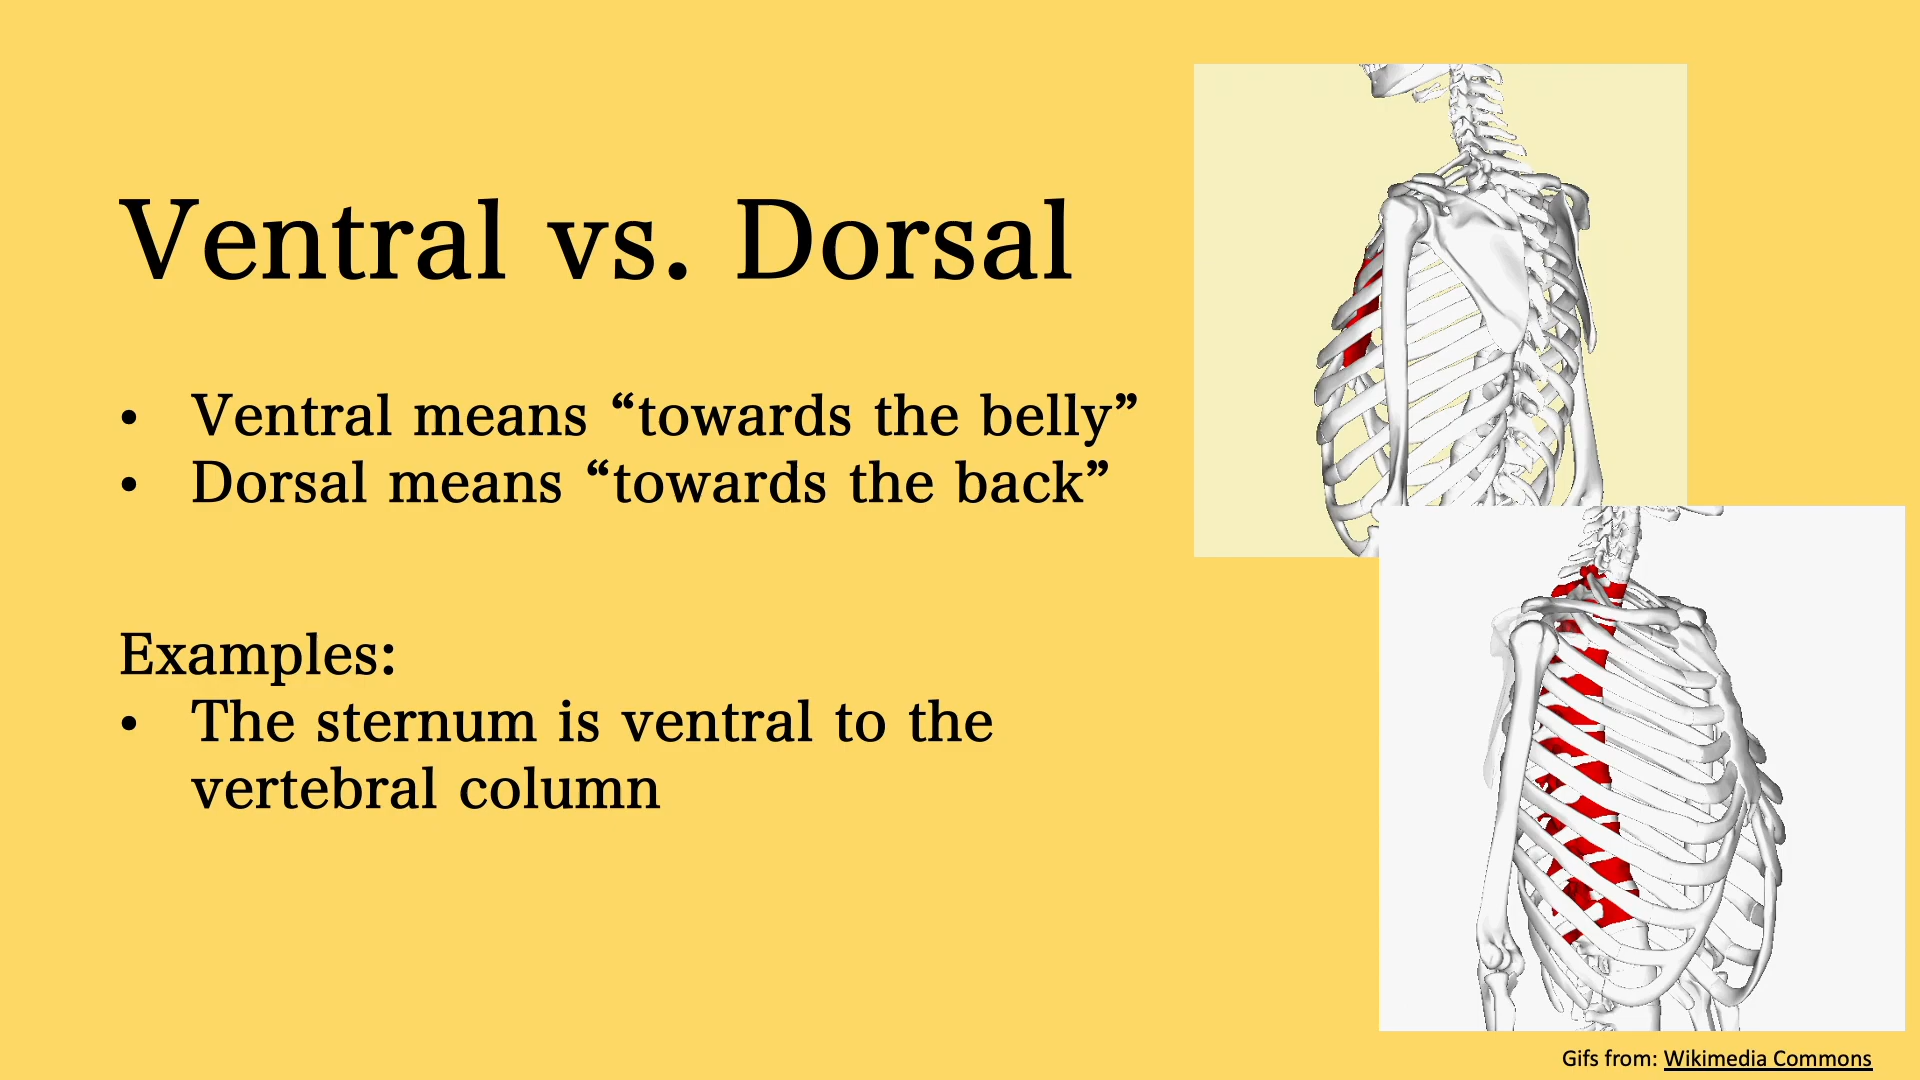 Ventral vs. Dorsal
• Ventral means “towards the belly”
• Dorsal means “towards the back”
Examples:
• The sternum is ventral to the
vertebral column
Gifs from: Wikimedia Commons